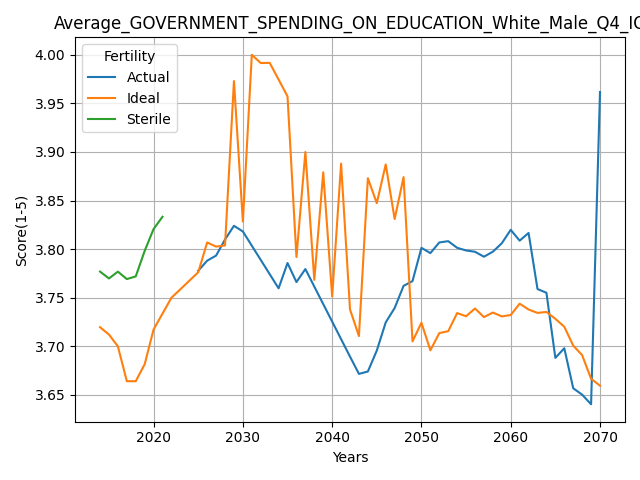 Average_GOVERNMENT_SPENDING_ON_EDUCATION_White_Male_Q4_IQ
Fertility
Actual
Ideal
Sterile
Score(1-5)
4.00
3.95
3.90
3.85
3.80
3.75
3.70
3.65
2020 2030 2040 2050 2060 2070
Years